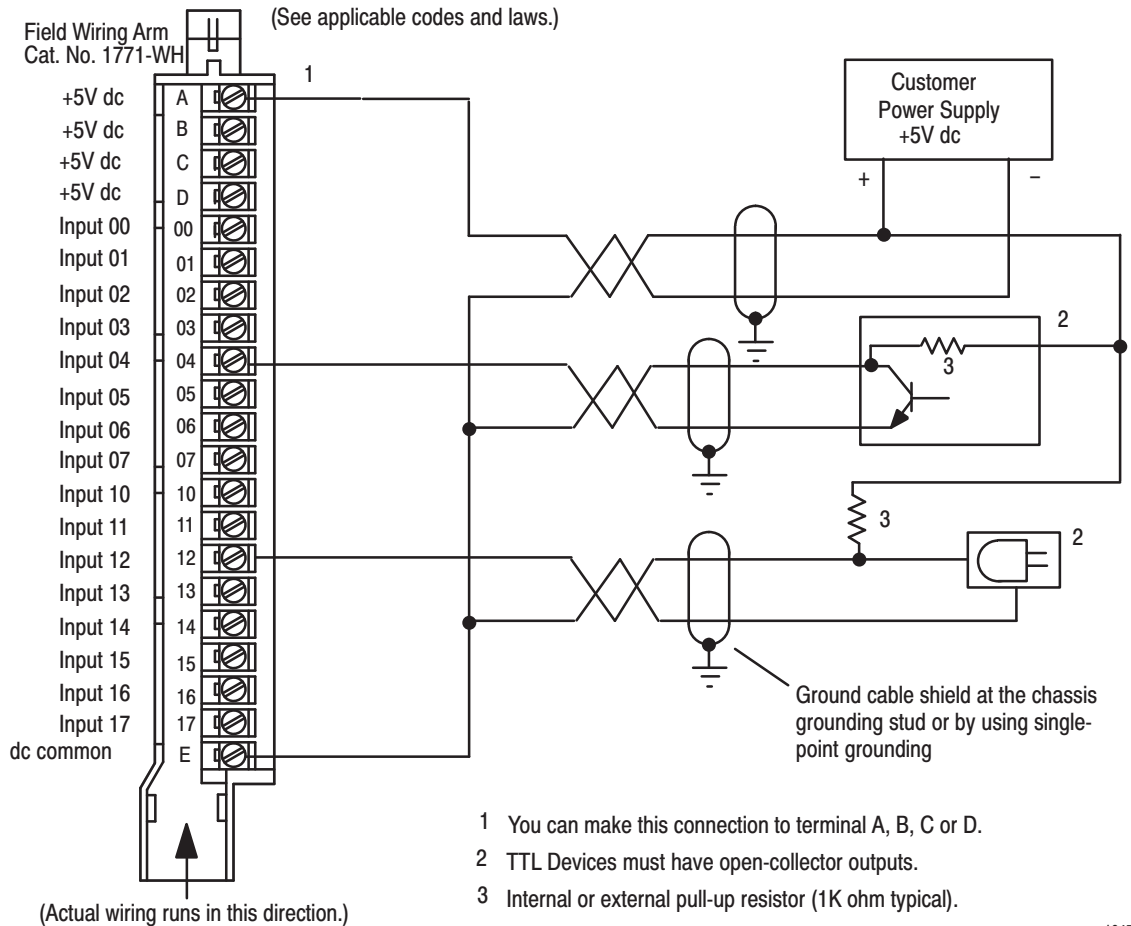 (See applicable codes and laws.)
Field Wiring Arm
Cat. No. 1771-WH
1
+5V dc A
+5V dc B
+5V dc C
+5V dc D
Input 00 00
Input 01 01
Input 02 02
Input 03 03
Input 04 04
Input 05 05
Input 06 06
Input 07 07
Input 10 10
Input 11 11
Input 12 12
Input 13 13
Input 14 14
Input 15 15
Input 16 16
Input 17 17
dc common E
(Actual wiring runs in this direction.)
Customer
Power Supply
+5V dc
+ –
2
3
3
2
Ground cable shield at the chassis
grounding stud or by using single-
point grounding
1 You can make this connection to terminal A, B, C or D.
2 TTL Devices must have open-collector outputs.
3 Internal or external pull-up resistor (1K ohm typical).